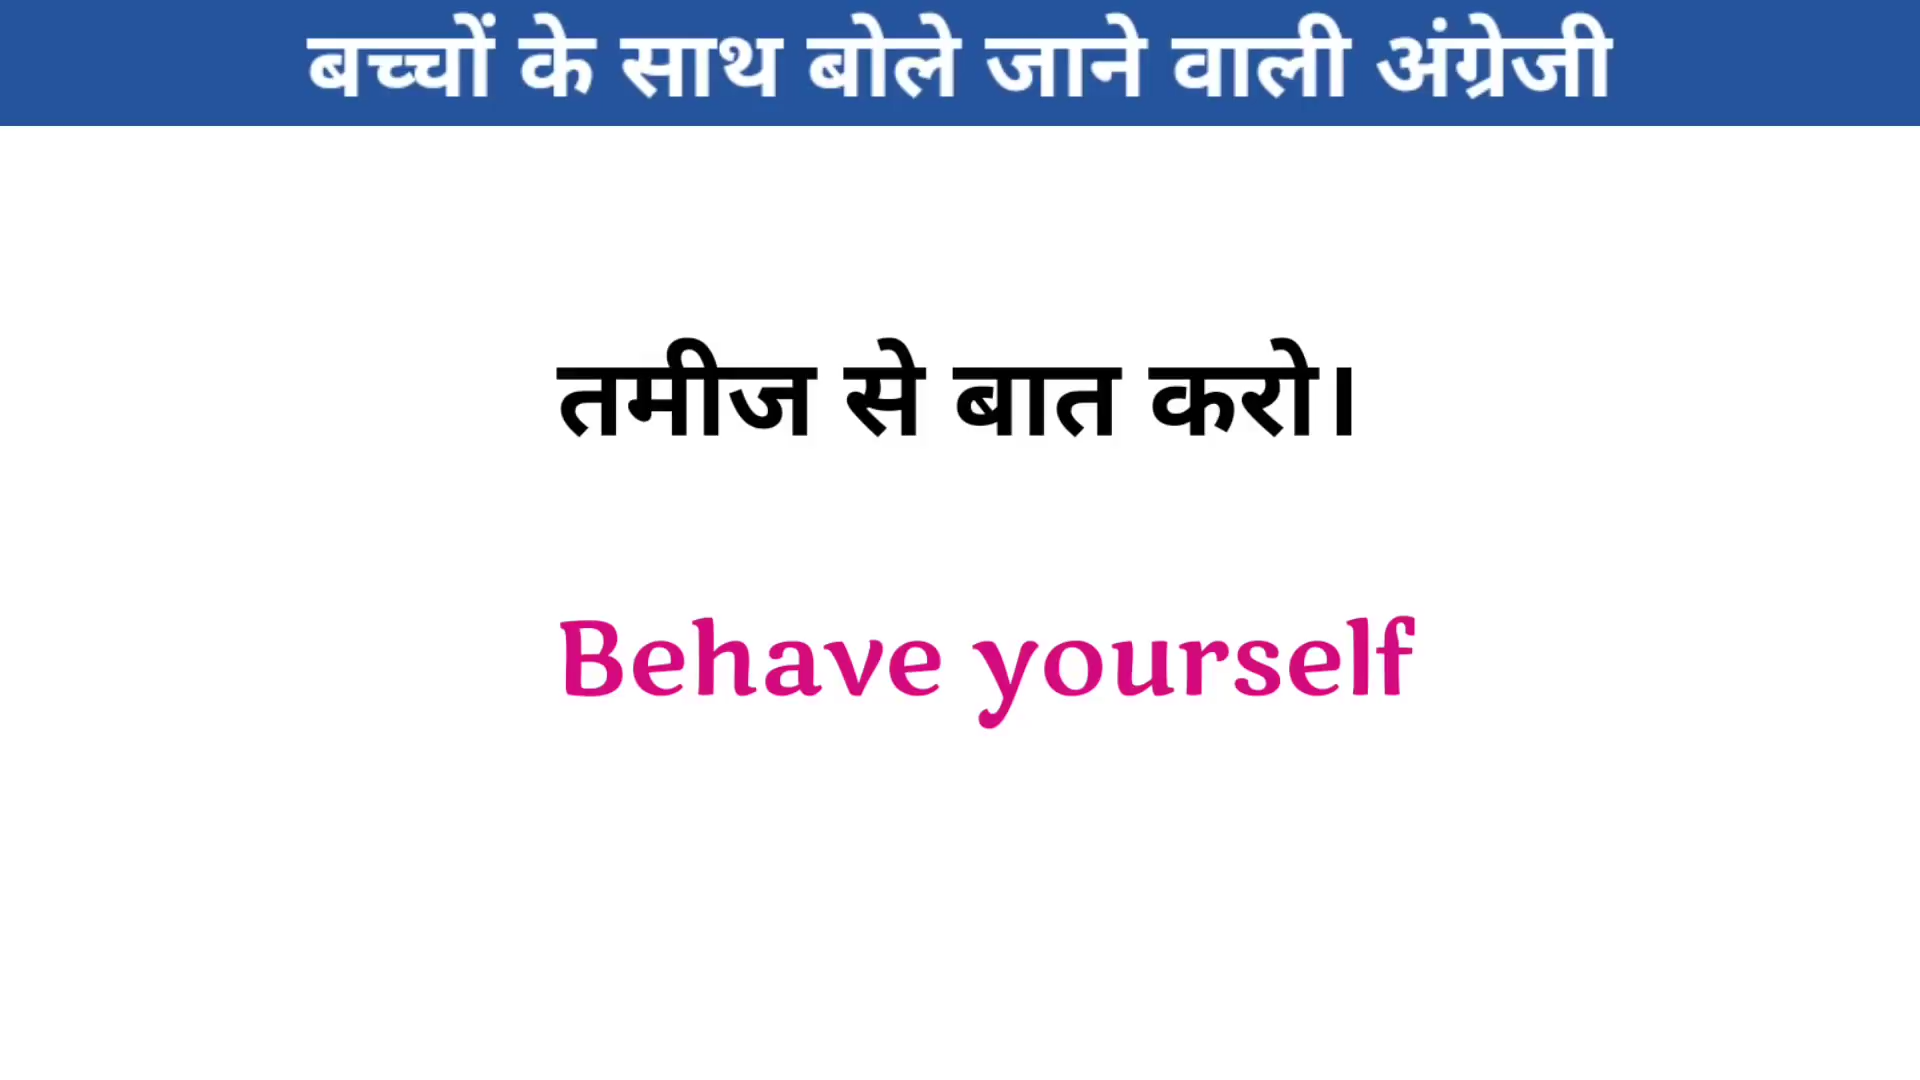 बच्चों के साथ बोले जाने वाली अंग्रेजी
तमीज से बात करो।
Behave yourself